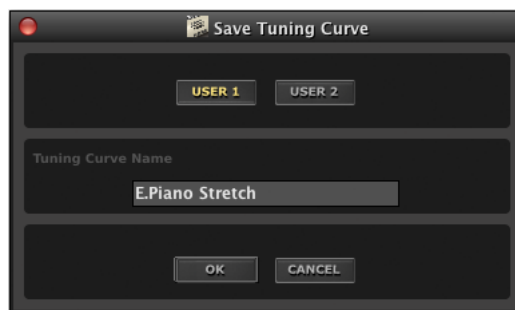 Save Tuning Curve
USER 1 USER 2
Tuning Curve Name
E.Piano Stretch
OK CANCEL